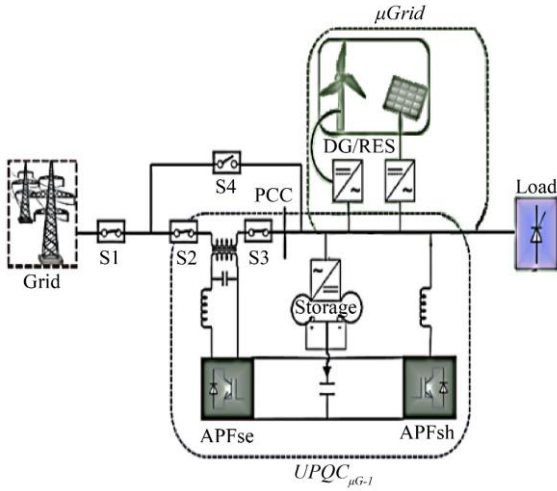 μGrid
DG/RES
S4
PCC
Load
Grid
S1
S2
S3
Storage
APFse
APFsh
UPQCμG-1